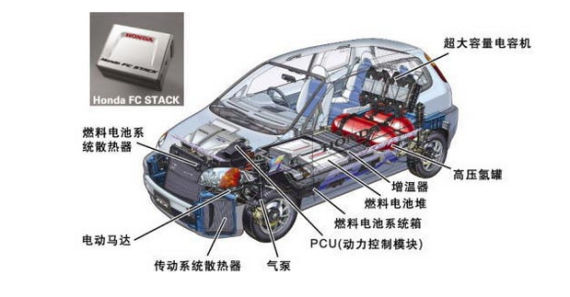 HONDA
Honda FC STACK
超大容量电容机
燃料电池系
统散热器
高压氢罐
增温器
燃料电池堆
燃料电池系统箱
PCU(动力控制模块)
电动马达
传动系统散热器
气泵